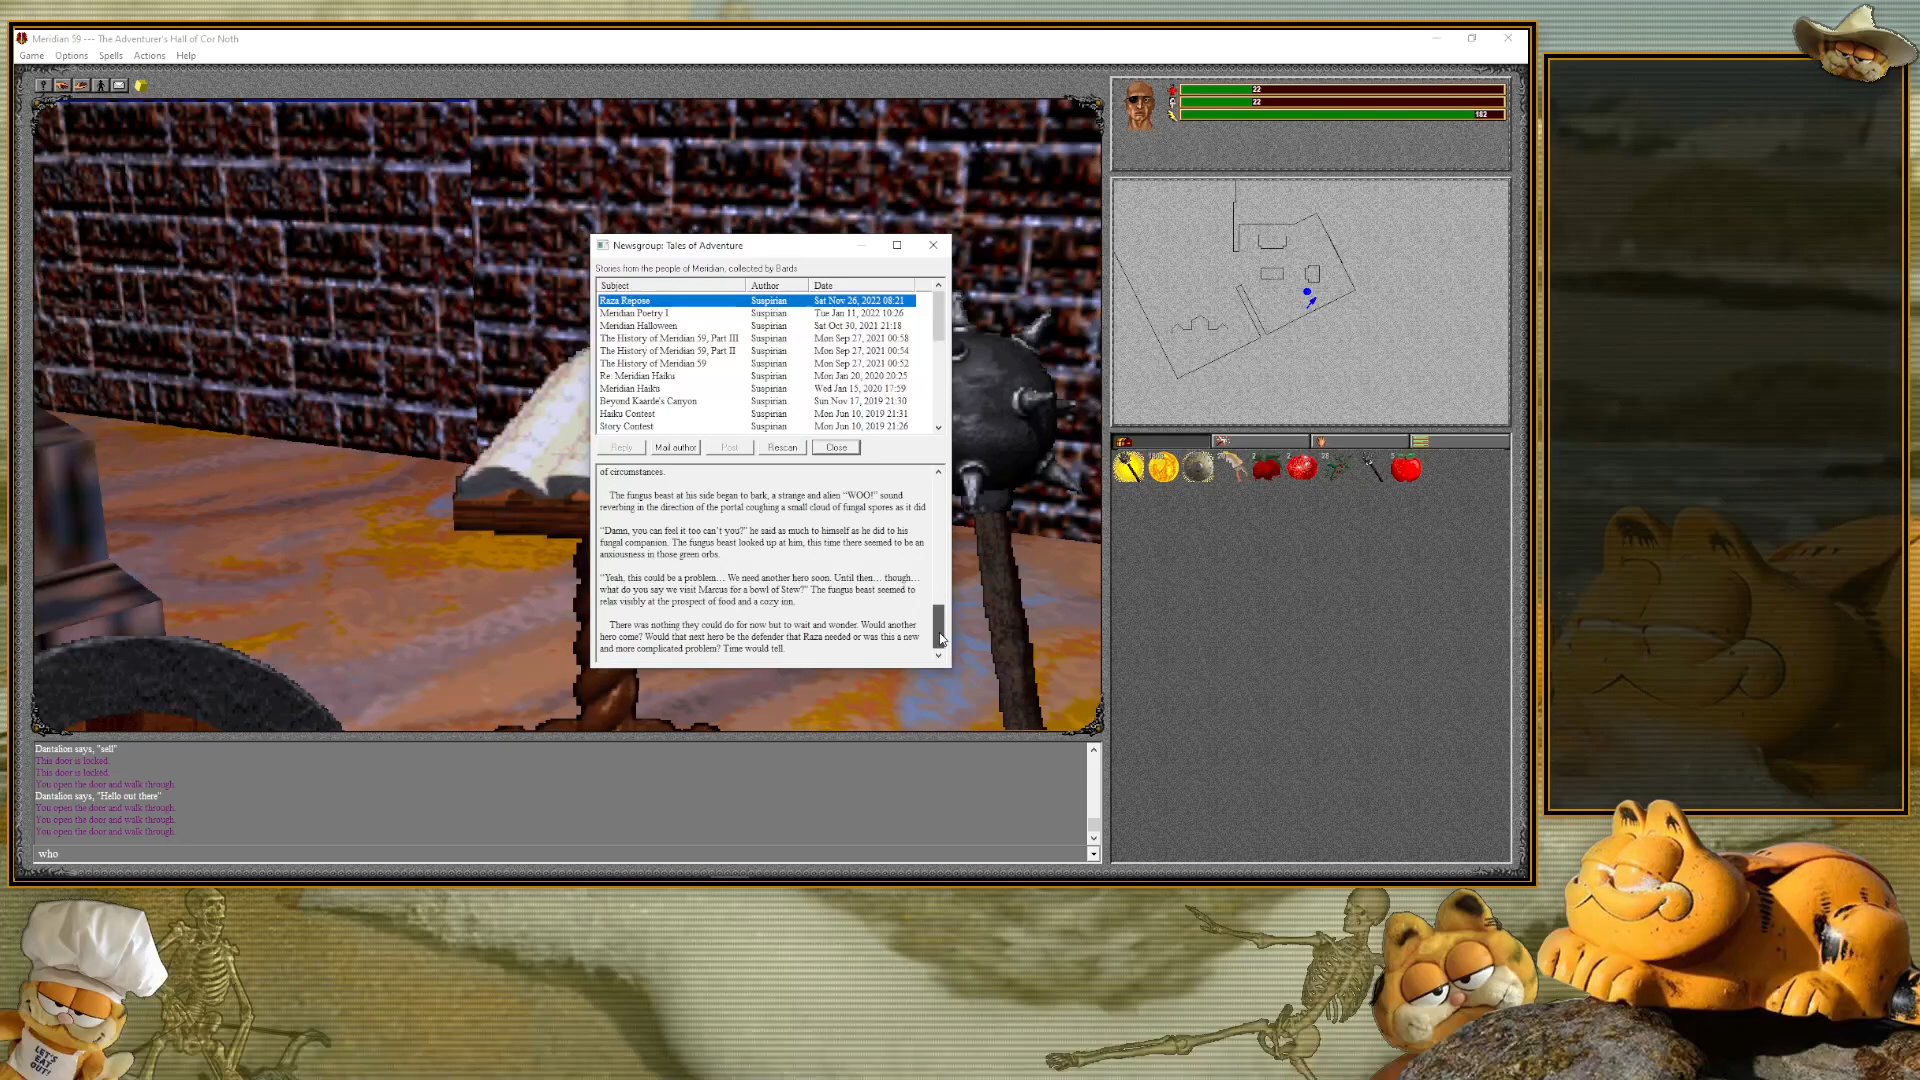 Meridian 59 --- The Adventurer's Hall of Cor Noth
Game Options Spells Actions Help
22
22
182
Newsgroup: Tales of Adventure
Stories from the people of Meridian, collected by Bards
Subject Author Date
Raza Repose Suspirian Sat Nov 26, 2022 08:21
Meridian Poetry I Suspirian Tue Jan 11, 2022 10:26
Meridian Halloween Suspirian Sat Oct 30, 2021 21:18
The History of Meridian 59, Part III Suspirian Mon Sep 27, 2021 00:58
The History of Meridian 59, Part II Suspirian Mon Sep 27, 2021 00:54
The History of Meridian 59 Suspirian Mon Sep 27, 2021 00:52
Re: Meridian Haiku Suspirian Mon Jan 20, 2020 20:25
Meridian Haiku Suspirian Wed Jan 15, 2020 17:59
Beyond Kaarde's Canyon Suspirian Sun Nov 17, 2019 21:30
Haiku Contest Suspirian Mon Jun 10, 2019 21:31
Story Contest Suspirian Mon Jun 10, 2019 21:26
Reply Mail author Post Rescan Close
of circumstances.
The fungus beast at his side began to bark, a strange and alien “WOO!” sound
reverbing in the direction of the portal coughing a small cloud of fungal spores as it did
“Damn, you can feel it too can’t you?” he said as much to himself as he did to his
fungal companion. The fungus beast looked up at him, this time there seemed to be an
anxiousness in those green orbs.
“Yeah, this could be a problem… We need another hero soon. Until then… though…
what do you say we visit Marcus for a bowl of Stew?” The fungus beast seemed to
relax visibly at the prospect of food and a cozy inn.
There was nothing they could do for now but to wait and wonder. Would another
hero come? Would that next hero be the defender that Raza needed or was this a new
and more complicated problem? Time would tell.
Dantalion says, "sell"
This door is locked.
This door is locked.
You open the door and walk through.
Dantalion says, "Hello out there"
You open the door and walk through.
You open the door and walk through.
You open the door and walk through.
who
LET'S
EAT
OUT!